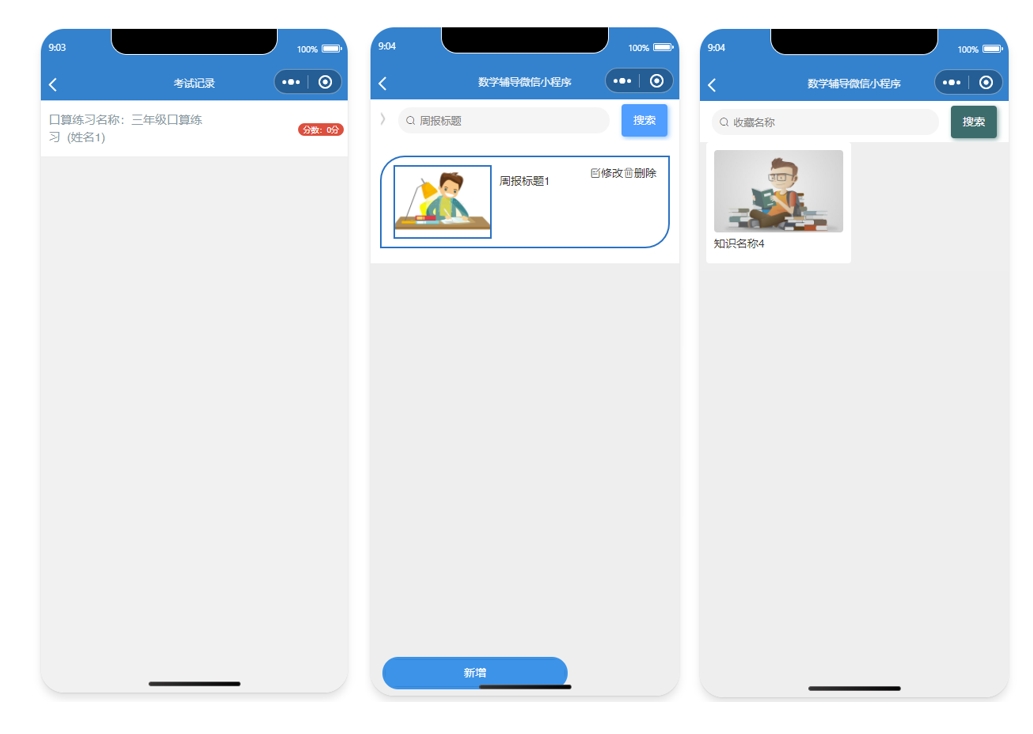 9:03
100%
考试记录
口算练习名称：三年级口算练
习（姓名1）
分数：0分
9:04
100%
数学辅导微信小程序
周报标题
搜索
周报标题1
修改删除
新增
9:04
100%
数学辅导微信小程序
收藏名称
搜索
知识名称4